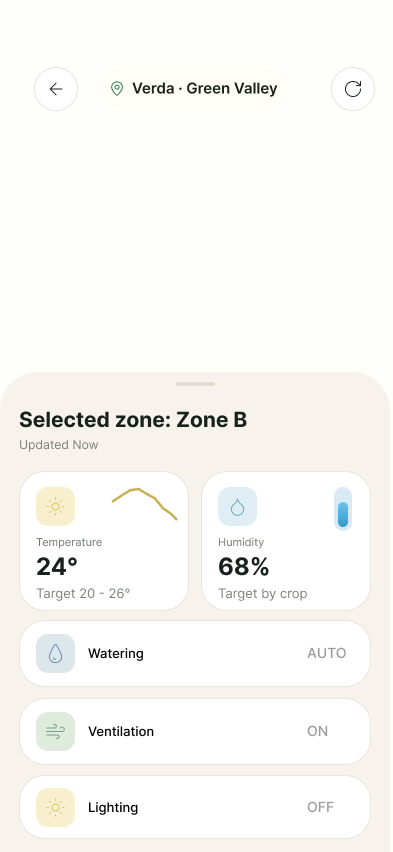 Verda · Green Valley
Selected zone: Zone B
Updated Now
Temperature
24°
Target 20 - 26°
Humidity
68%
Target by crop
Watering
AUTO
Ventilation
ON
Lighting
OFF